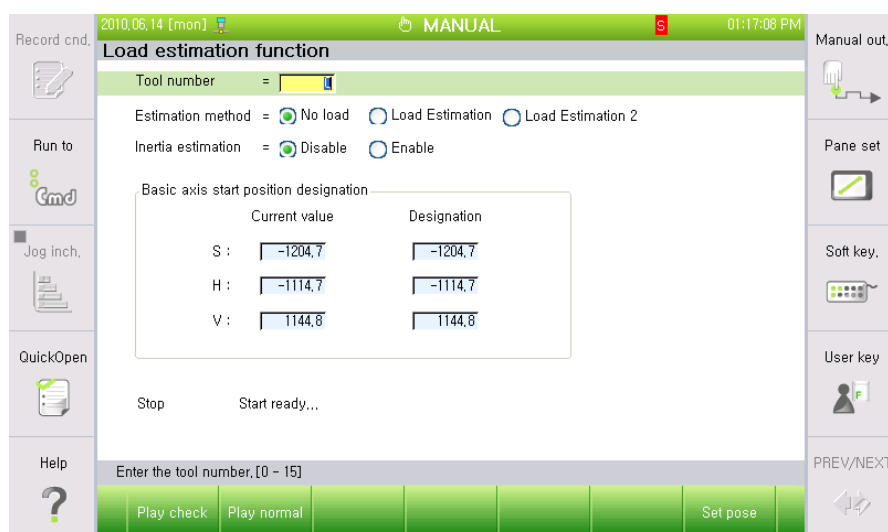 2010,06,14 [mon] MANUAL S 01:17:08 PM
Load estimation function
Record cnd,
Run to
Cmd
Jog inch,
QuickOpen
Help
?
Tool number =
Estimation method = No load Load Estimation Load Estimation 2
Inertia estimation = Disable Enable
Basic axis start position designation
Current value Designation
S : -1204,7 -1204,7
H : -1114,7 -1114,7
V : 1144,8 1144,8
Stop Start ready...
Enter the tool number,[0 - 15]
Play check Play normal Set pose
Manual out,
Pane set
Soft key,
User key
F
PREV/NEXT